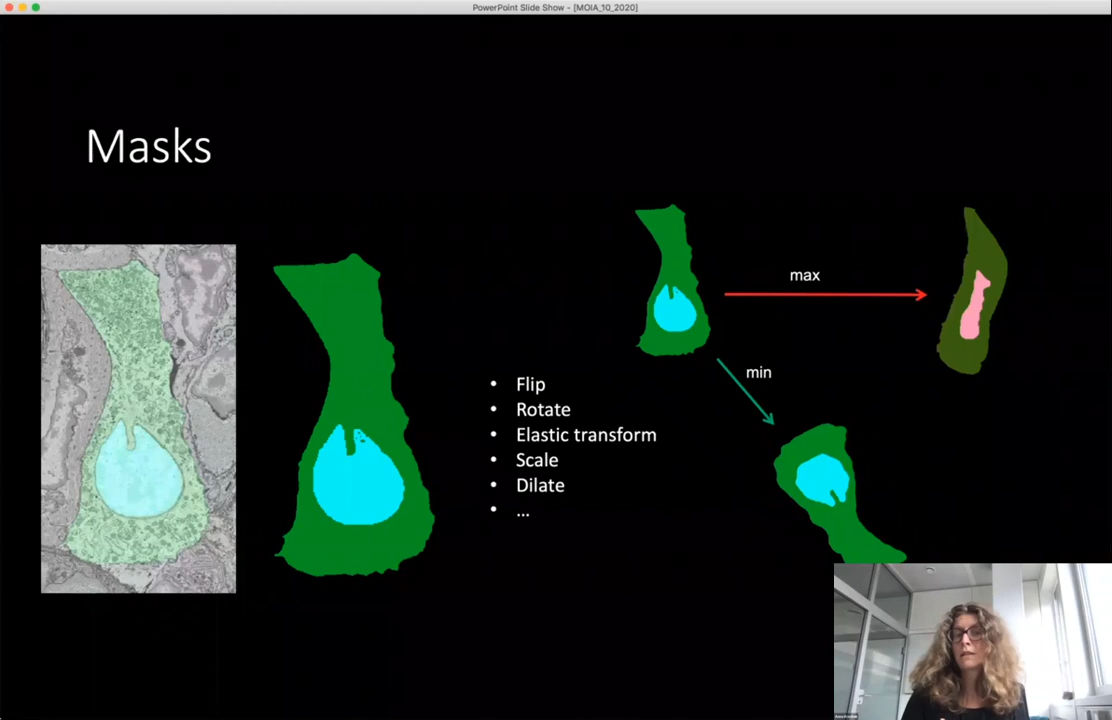 PowerPoint Slide Show - [MOIA_10_2020]
Masks
max
min
• Flip
• Rotate
• Elastic transform
• Scale
• Dilate
• ...